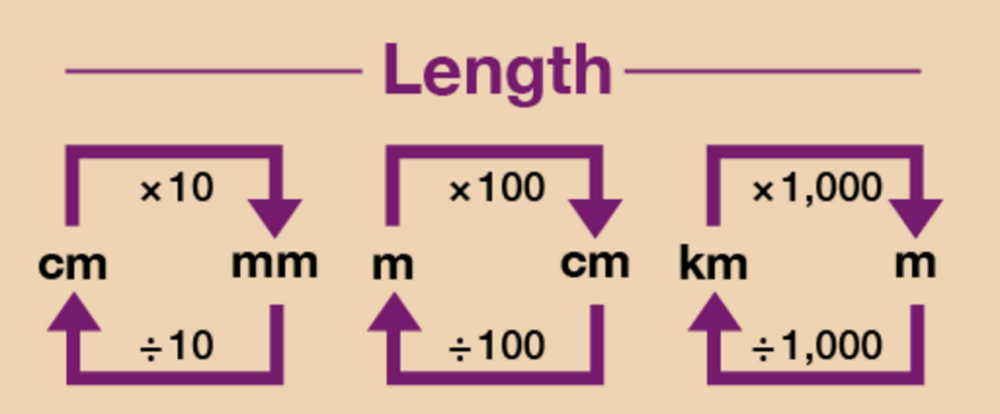 Length
×10 ×100 ×1,000
cm mm m cm km m
÷10 ÷100 ÷1,000